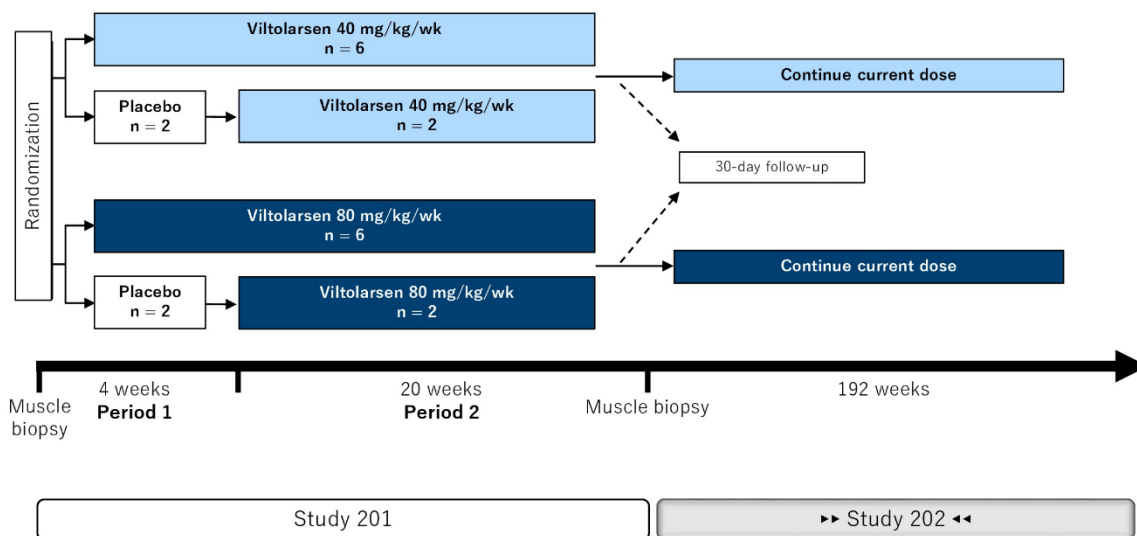 Randomization
Viltolarsen 40 mg/kg/wk
n = 6
Placebo
n = 2
Viltolarsen 40 mg/kg/wk
n = 2
Continue current dose
30-day follow-up
Viltolarsen 80 mg/kg/wk
n = 6
Placebo
n = 2
Viltolarsen 80 mg/kg/wk
n = 2
Continue current dose
Muscle
biopsy
4 weeks
Period 1
20 weeks
Period 2
Muscle biopsy
192 weeks
Study 201
▸▸ Study 202 ◂◂